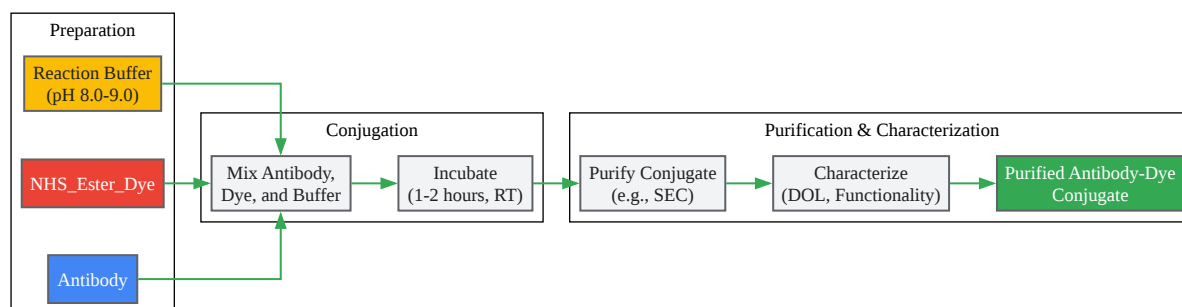 Preparation
Reaction Buffer
(pH 8.0-9.0)
NHS_Ester_Dye
Antibody
Conjugation
Mix Antibody,
Dye, and Buffer
Incubate
(1-2 hours, RT)
Purification & Characterization
Purify Conjugate
(e.g., SEC)
Characterize
(DOL, Functionality)
Purified Antibody-Dye
Conjugate